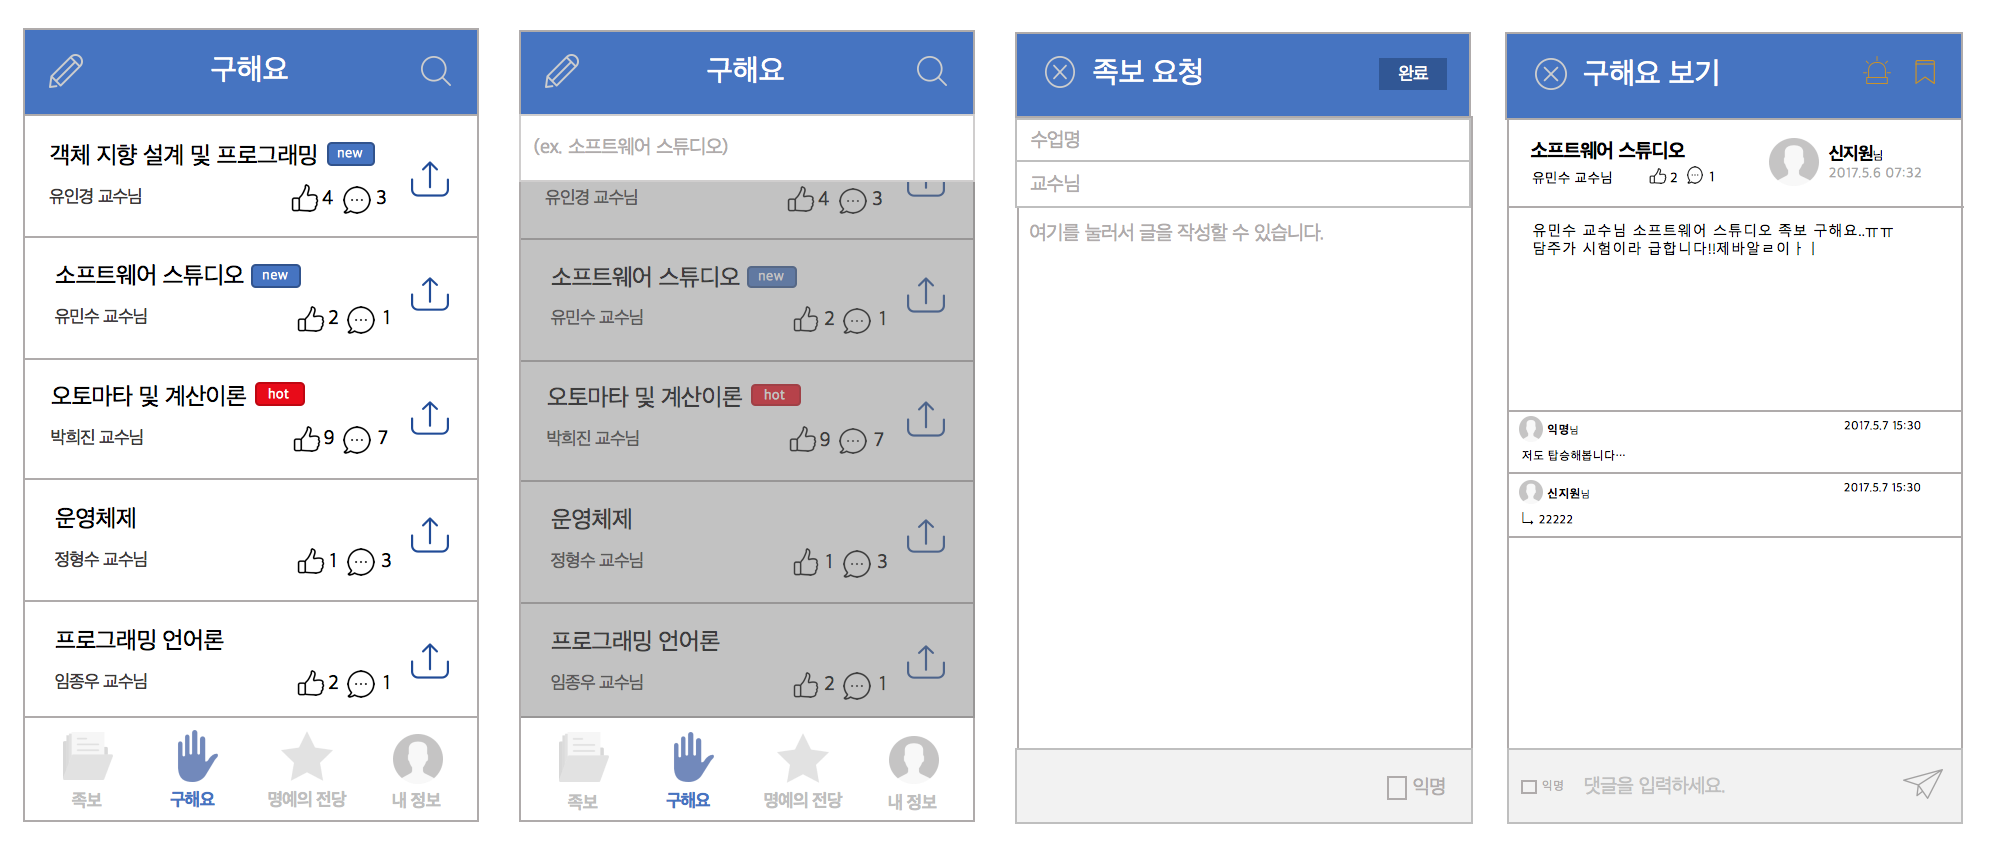 구해요
객체 지향 설계 및 프로그래밍 new
유인경 교수님 4 3
소프트웨어 스튜디오 new
유민수 교수님 2 1
오토마타 및 계산이론 hot
박희진 교수님 9 7
운영체제
정형수 교수님 1 3
프로그래밍 언어론
임종우 교수님 2 1
족보 구해요 명예의 전당 내 정보
구해요
(ex. 소프트웨어 스튜디오)
유인경 교수님 4 3
소프트웨어 스튜디오 new
유민수 교수님 2 1
오토마타 및 계산이론 hot
박희진 교수님 9 7
운영체제
정형수 교수님 1 3
프로그래밍 언어론
임종우 교수님 2 1
족보 구해요 명예의 전당 내 정보
족보 요청 완료
수업명
교수님
여기를 눌러서 글을 작성할 수 있습니다.
익명
구해요 보기
소프트웨어 스튜디오
유민수 교수님 2 1
신지원님
2017.5.6 07:32
유민수 교수님 소프트웨어 스튜디오 족보 구해요..ㅠㅠ
담주가 시험이라 급합니다!!제바알ㄹ이ㅏㅣ
익명님 2017.5.7 15:30
저도 탑승해봅니다…
신지원님 2017.5.7 15:30
22222
익명 댓글을 입력하세요.